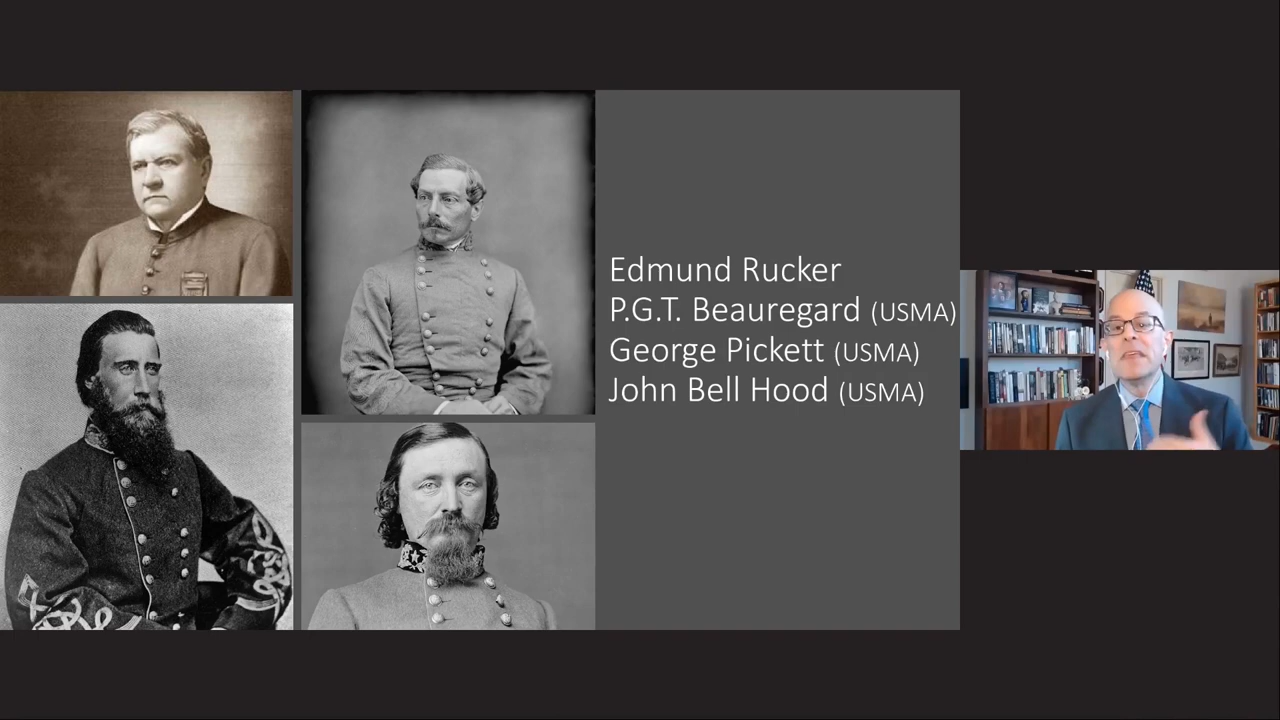 Edmund Rucker
P.G.T. Beauregard (USMA)
George Pickett (USMA)
John Bell Hood (USMA)